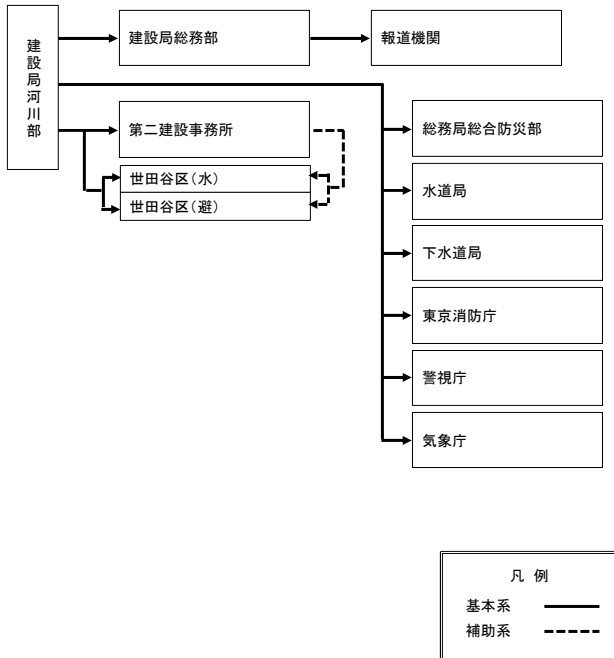 建設局河川部
建設局総務部
報道機関
第二建設事務所
世田谷区(水)
世田谷区(避)
総務局総合防災部
水道局
下水道局
東京消防庁
警視庁
気象庁
凡 例
基本系
補助系